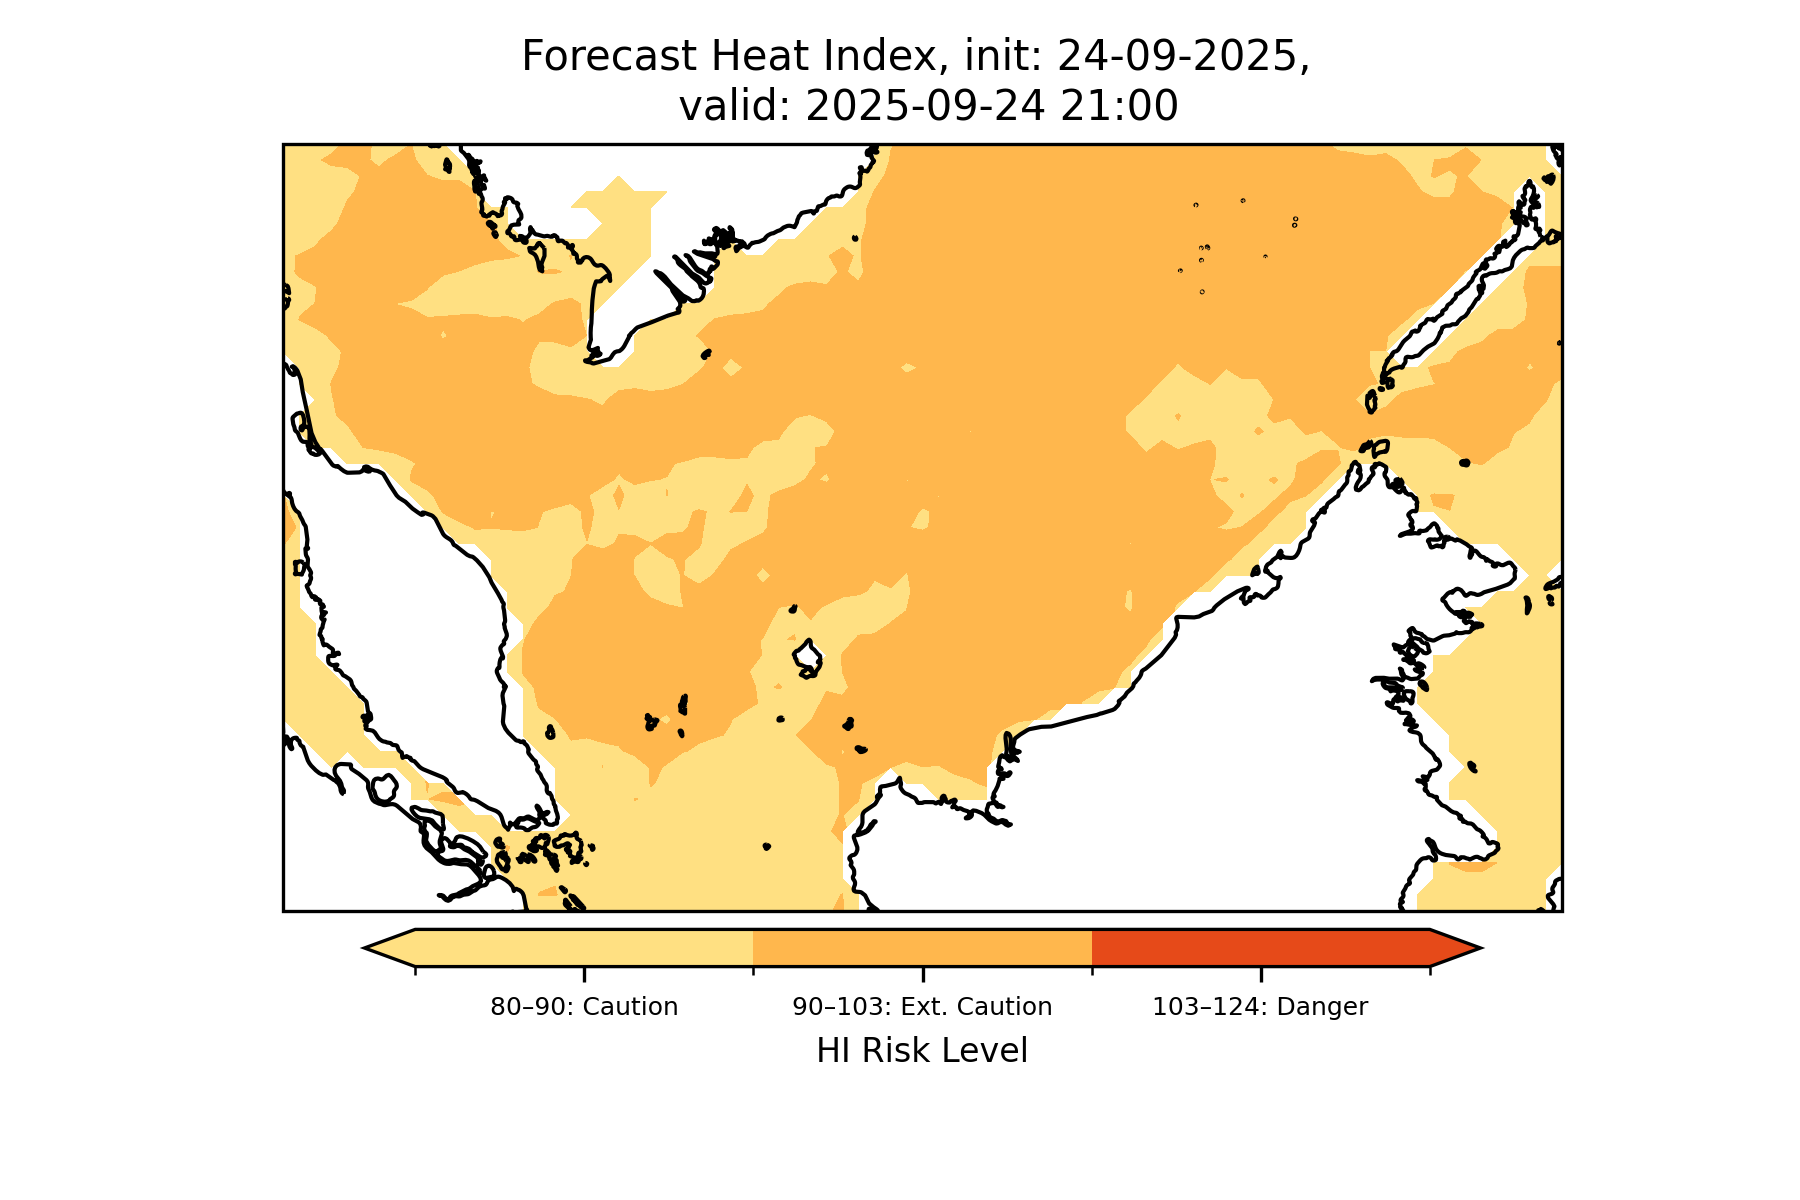 Forecast Heat Index, init: 24-09-2025,
valid: 2025-09-24 21:00
80–90: Caution
90–103: Ext. Caution
103–124: Danger
HI Risk Level